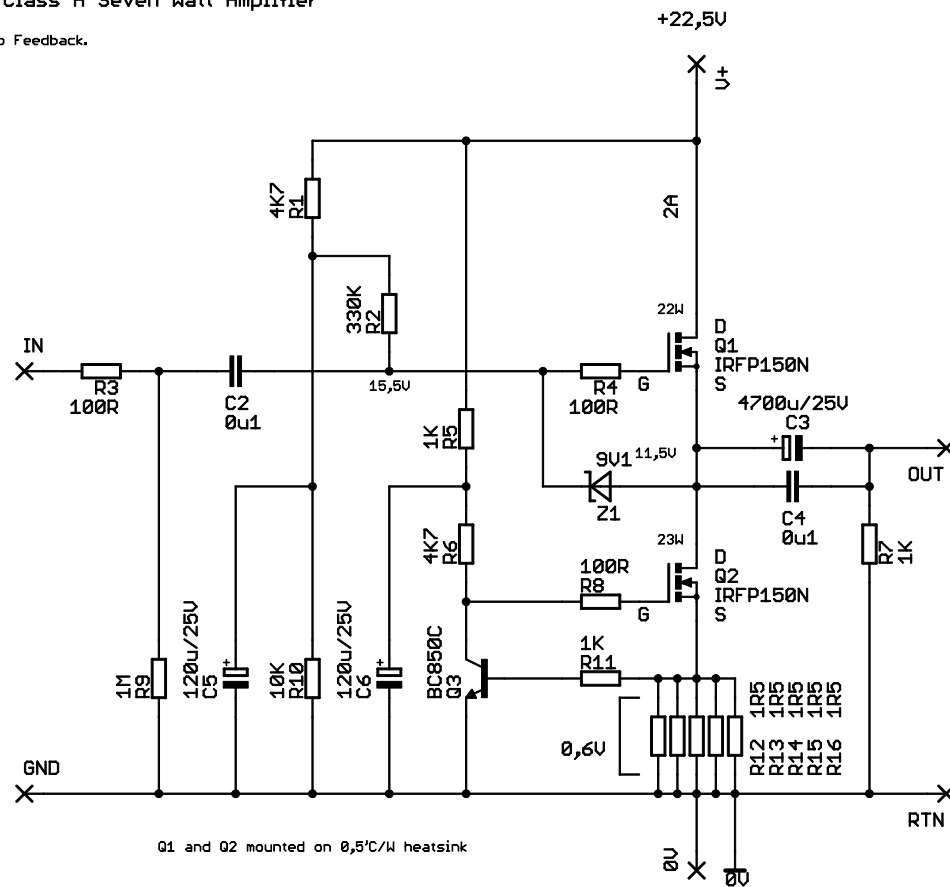 Class A Seven Watt Amplifier
Feedback.
+22,5V
V+
4K7
R1
2A
330K
R2
22W
D
Q1
IRFP150N
S
G
IN
R3
100R
C2
0u1
15,5V
R4
100R
4700u/25V
C3
+
OUT
1K
R5
9V1
11,5V
Z1
C4
0u1
R7
1K
4K7
R6
23W
D
Q2
IRFP150N
S
G
100R
R8
1M
R9
120u/25V
C5
+
10K
R10
120u/25V
C6
+
BC850C
Q3
1K
R11
0,6V
R12 1R5
R13 1R5
R14 1R5
R15 1R5
R16 1R5
GND
RTN
0V
0V
Q1 and Q2 mounted on 0,5'C/W heatsink